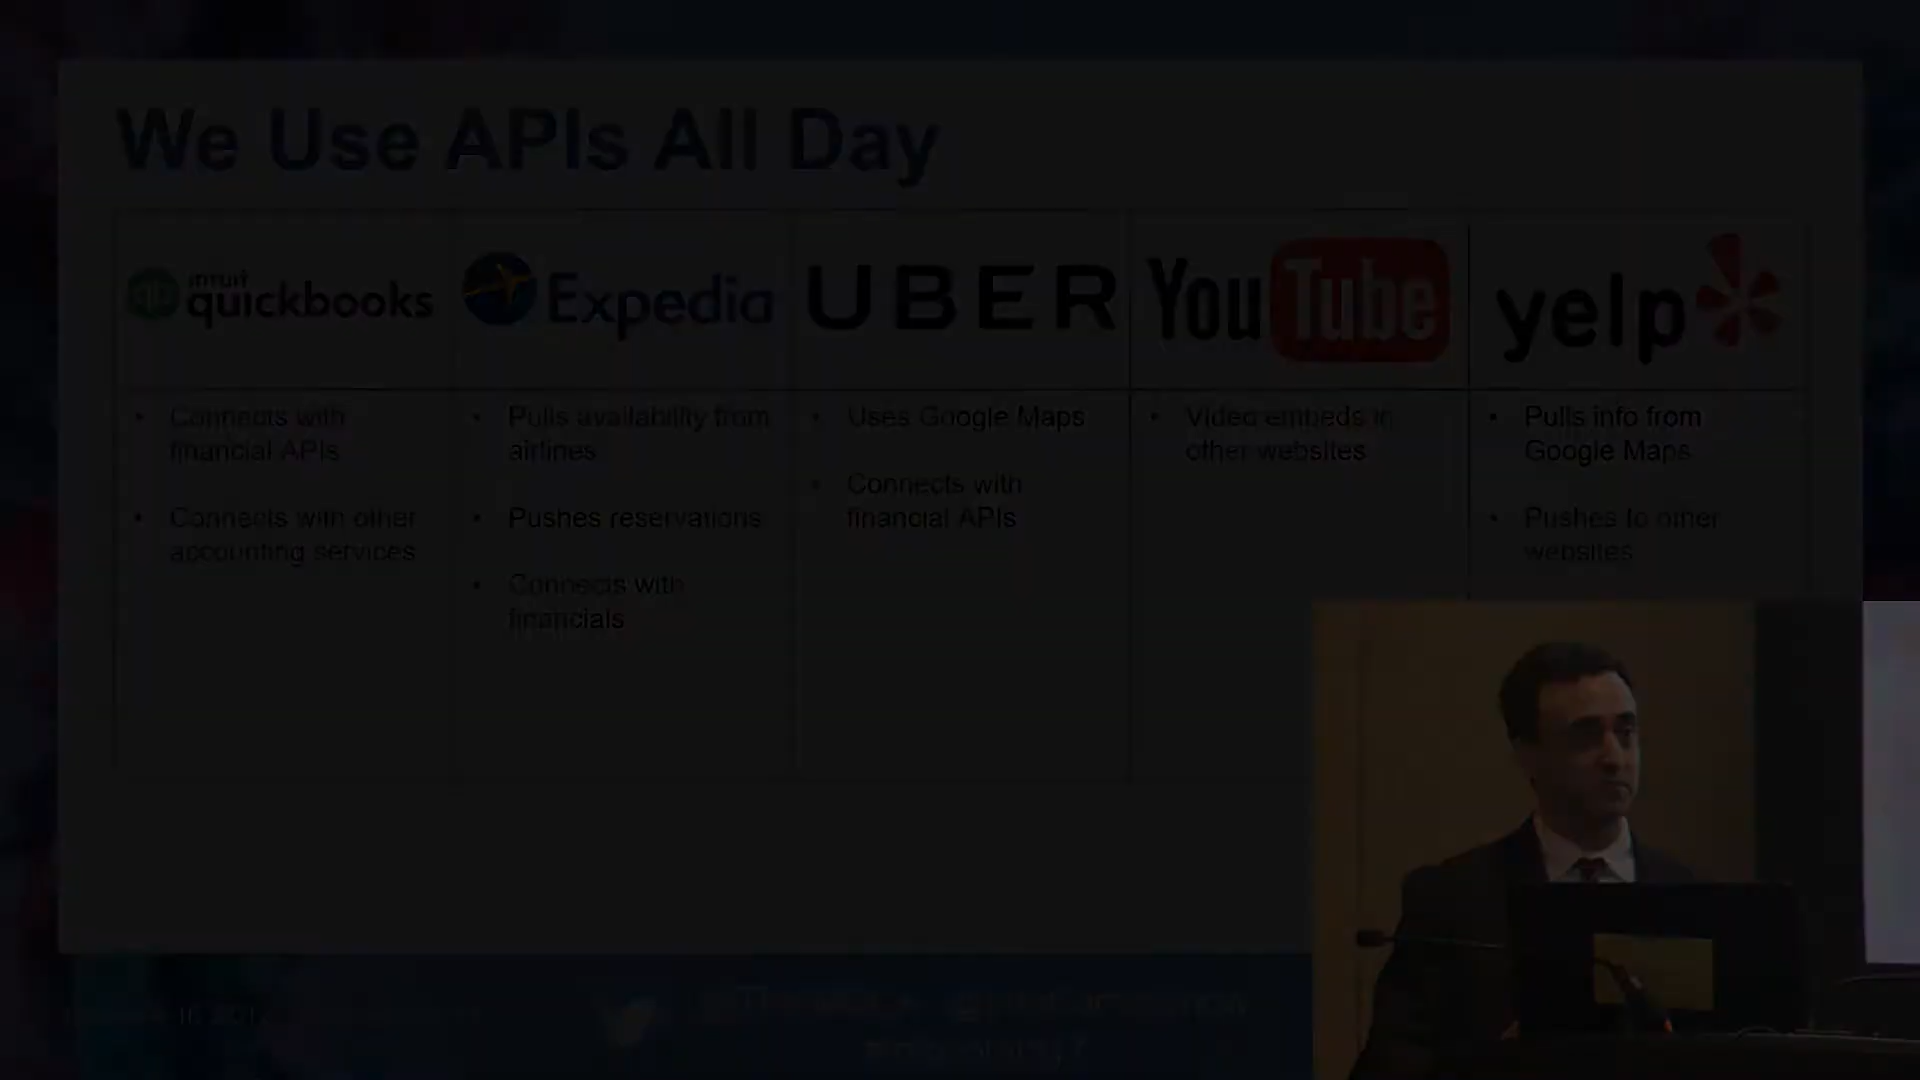 We Use APIs All Day
intuit
quickbooks
Expedia
UBER
YouTube
yelp
• Connects with
financial APIs
• Connects with other
accounting services
• Pulls availability from
airlines
• Pushes reservations
• Connects with
financials
• Uses Google Maps
• Connects with
financial APIs
• Video embeds in
other websites
• Pulls info from
Google Maps
• Pushes to other
websites